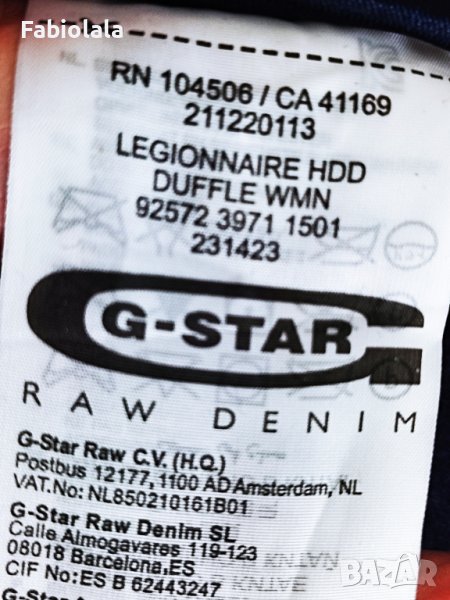 Fabiolala
RN 104506 / CA 41169
211220113
LEGIONNAIRE HDD
DUFFLE WMN
92572 3971 1501
231423
G-STAR
RAW DENIM
G-Star Raw C.V. (H.Q.)
Postbus 12177, 1100 AD Amsterdam, NL
VAT.No: NL850210161B01
G-Star Raw Denim SL
Calle Almogavares 119-123
08018 Barcelona.ES
CIF No:ES B 62443247
G-Star
BAZAR